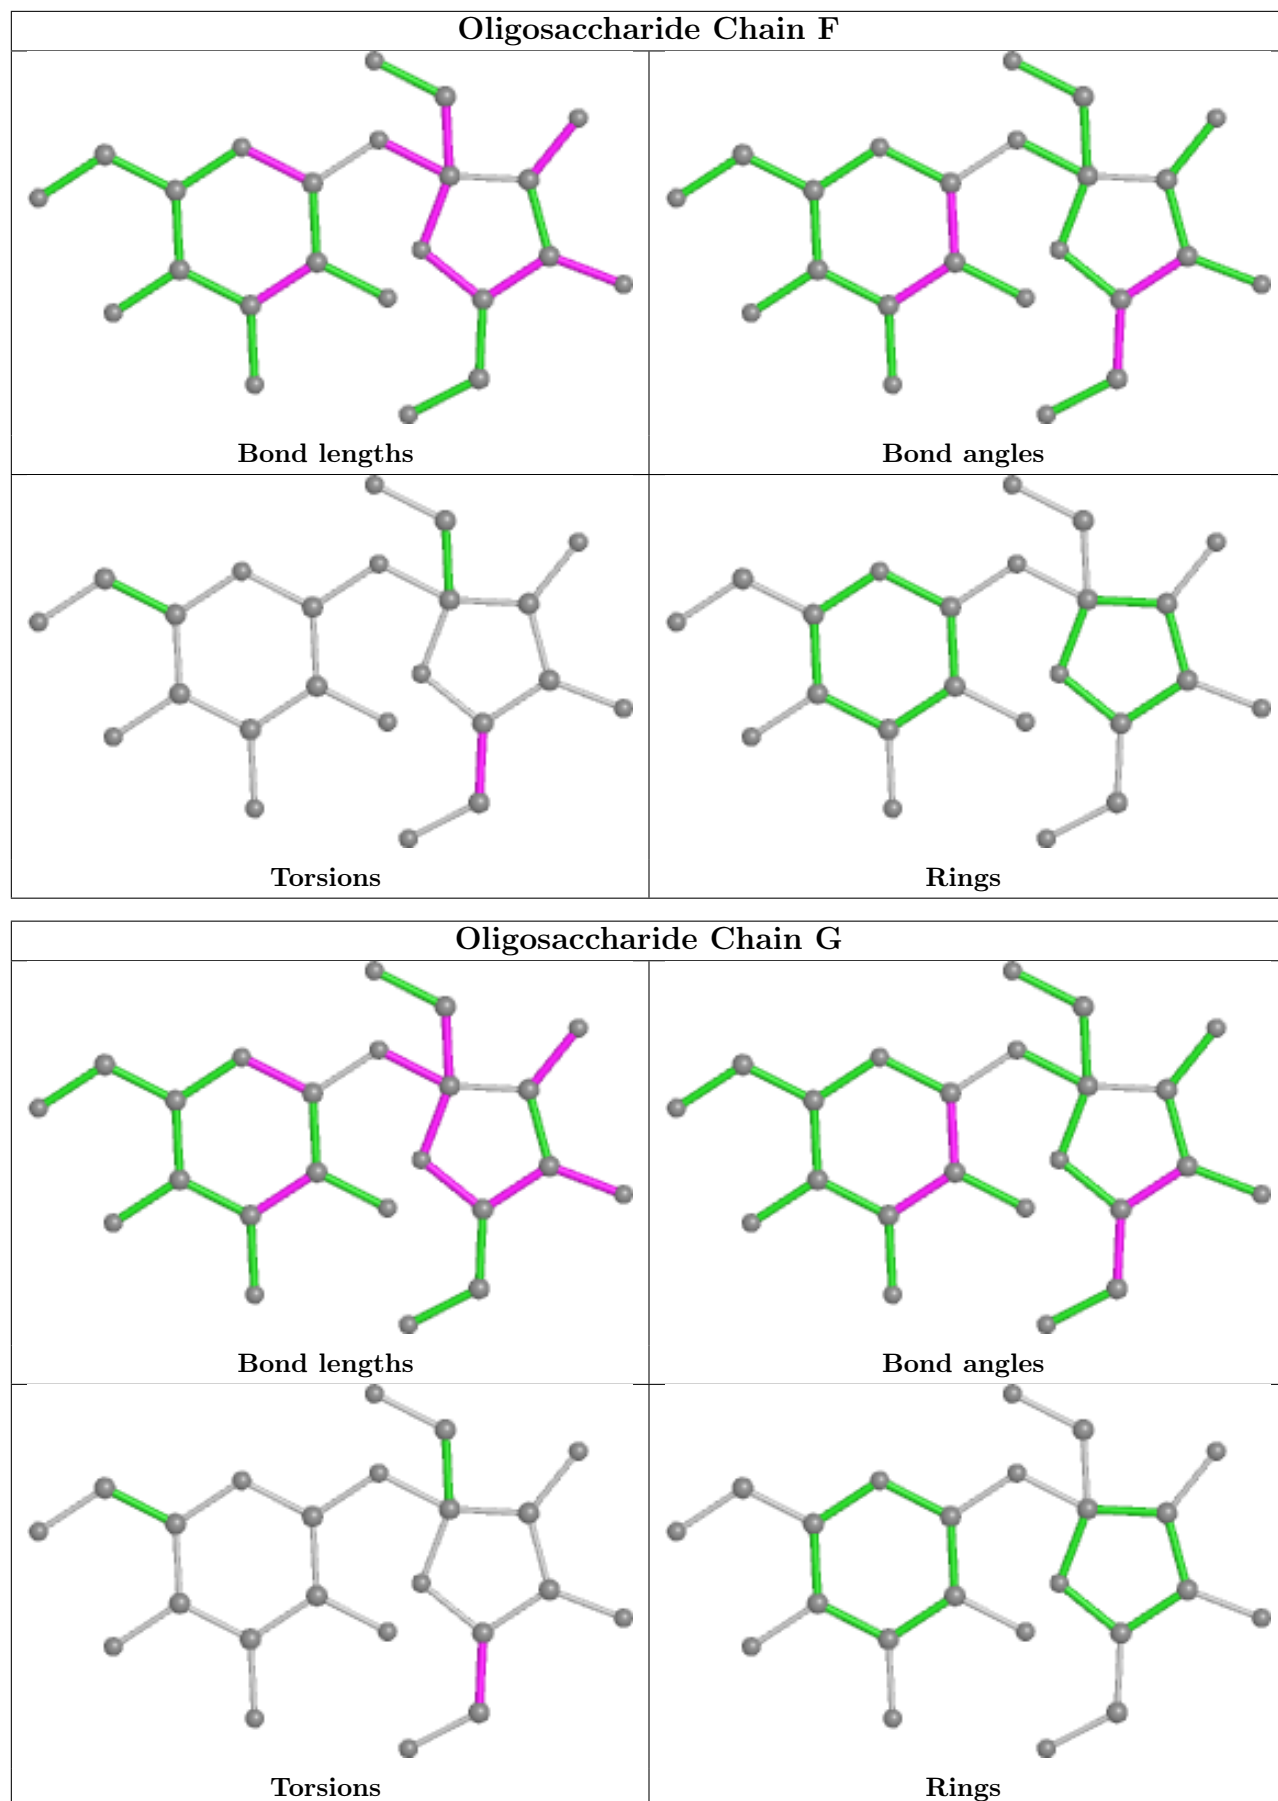 Oligosaccharide Chain F
Bond lengths
Bond angles
Torsions
Rings
Oligosaccharide Chain G
Bond lengths
Bond angles
Torsions
Rings